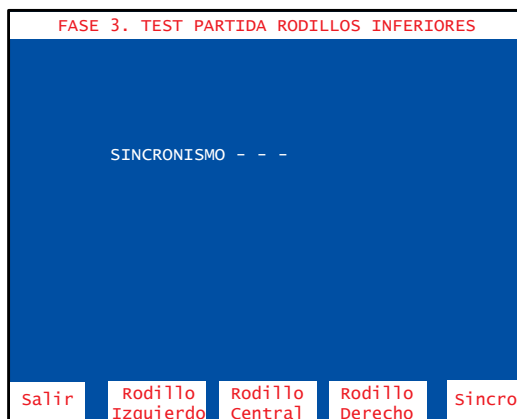 FASE 3. TEST PARTIDA RODILLOS INFERIORES
SINCRONISMO - - -
Salir
Rodillo
Izquierdo
Rodillo
Central
Rodillo
Derecho
Sincro